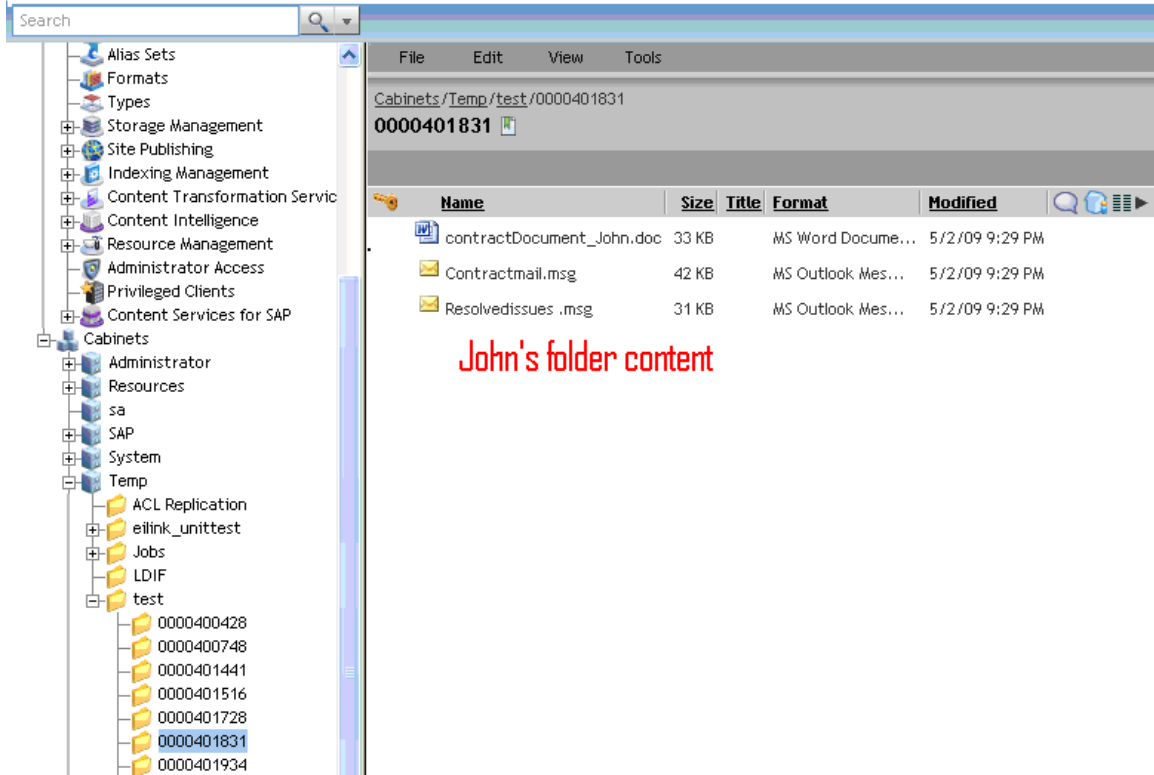 Search
Alias Sets
Formats
Types
Storage Management
Site Publishing
Indexing Management
Content Transformation Servic
Content Intelligence
Resource Management
Administrator Access
Privileged Clients
Content Services for SAP
Cabinets
Administrator
Resources
sa
SAP
System
Temp
ACL Replication
eilink_unittest
Jobs
LDIF
test
0000400428
0000400748
0000401441
0000401516
0000401728
0000401831
0000401934
File Edit View Tools
Cabinets/Temp/test/0000401831
0000401831
Name Size Title Format Modified
contractDocument_John.doc 33 KB MS Word Docume... 5/2/09 9:29 PM
Contractmail.msg 42 KB MS Outlook Mes... 5/2/09 9:29 PM
Resolvedissues .msg 31 KB MS Outlook Mes... 5/2/09 9:29 PM
John's folder content